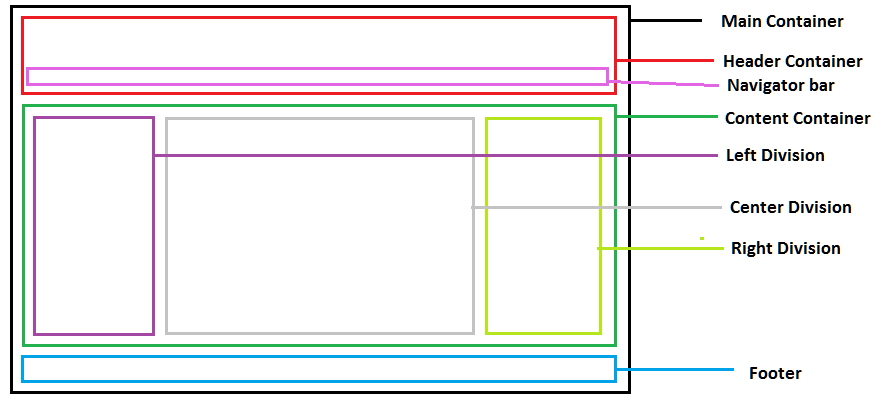 Main Container
Header Container
Navigator bar
Content Container
Left Division
Center Division
Right Division
Footer